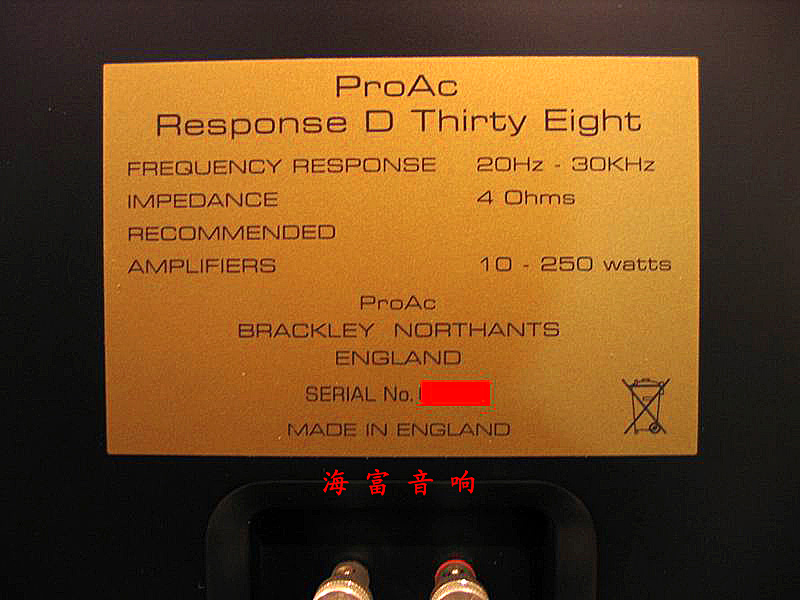 ProAc
Response D Thirty Eight
FREQUENCY RESPONSE 20Hz - 30KHz
IMPEDANCE 4 Ohms
RECOMMENDED
AMPLIFIERS 10 - 250 watts
ProAc
BRACKLEY NORTHANTS
ENGLAND
SERIAL No.
MADE IN ENGLAND
海富音响